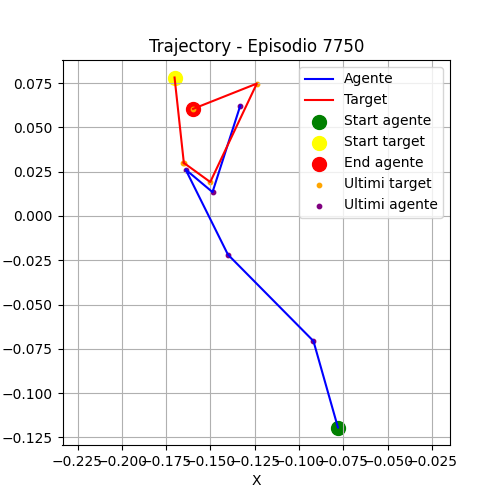 Trajectory - Episodio 7750
Agente
Target
Start agente
Start target
End agente
Ultimi target
Ultimi agente
0.075
0.050
0.025
0.000
−0.025
−0.050
−0.075
−0.100
−0.125
−0.225 −0.200 −0.175 −0.150 −0.125 −0.100 −0.075 −0.050 −0.025
X